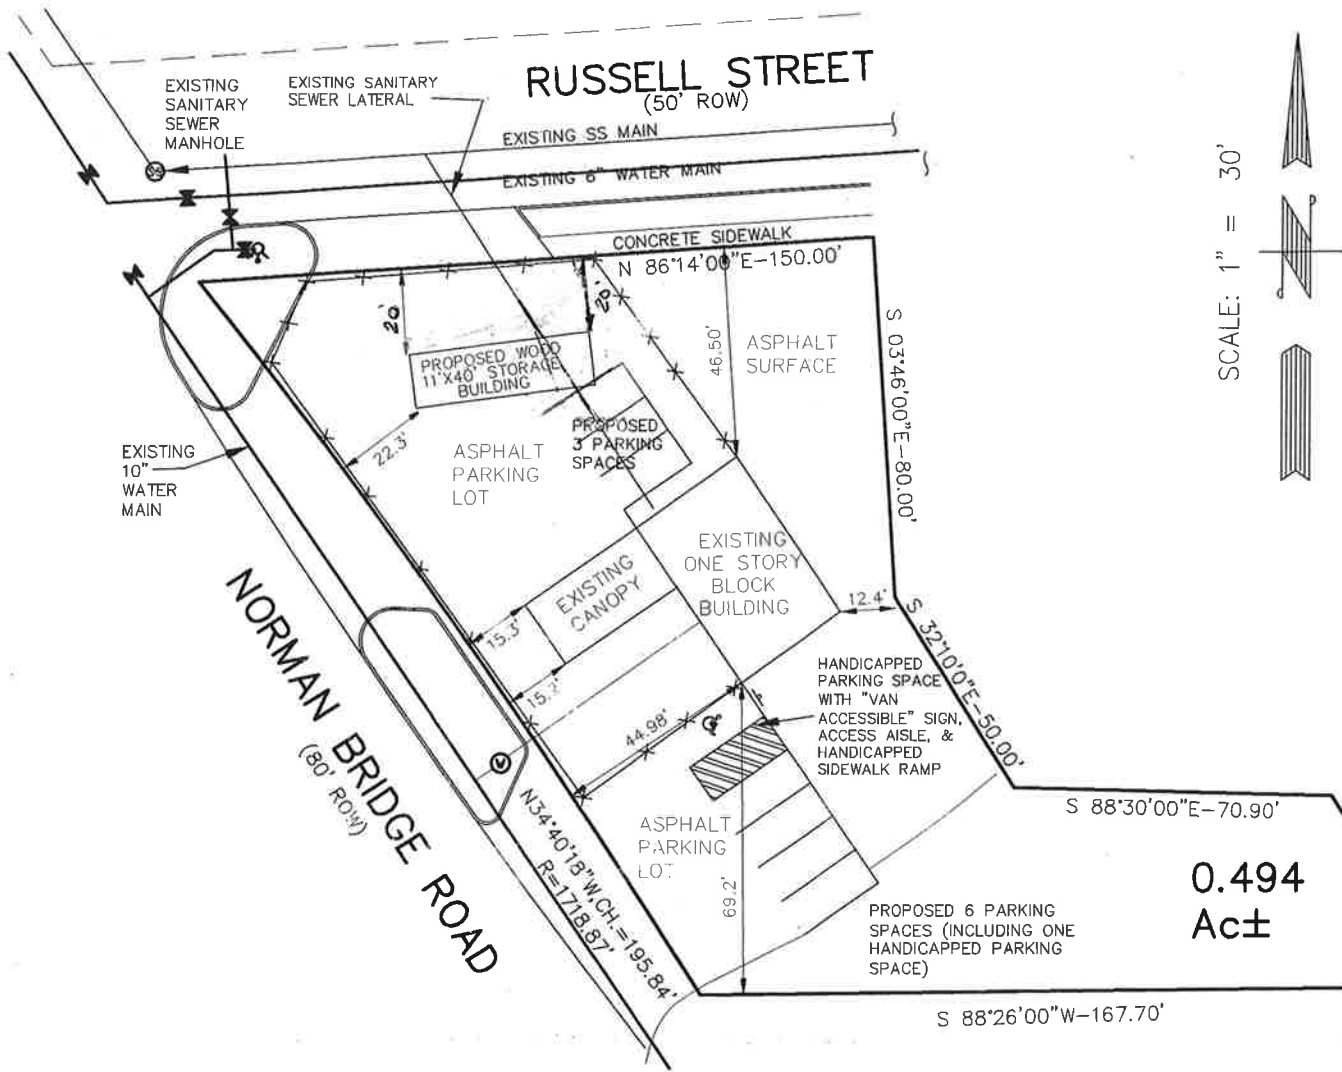 RUSSELL STREET
(50' ROW)
EXISTING
SANITARY
SEWER
MANHOLE
EXISTING SANITARY
SEWER LATERAL
EXISTING SS MAIN
EXISTING 6" WATER MAIN
CONCRETE SIDEWALK
N 86°14'00"E-150.00'
SCALE: 1" = 30'
20'
20'
46.50'
ASPHALT
SURFACE
S 03°46'00"E-80.00'
PROPOSED WOOD
11'X40' STORAGE
BUILDING
22.3'
ASPHALT
PARKING
LOT
PROPOSED
3 PARKING
SPACES
EXISTING
10"
WATER
MAIN
EXISTING
ONE STORY
BLOCK
BUILDING
EXISTING
CANOPY
12.4'
15.3'
15.2'
S 32°10'0"E-50.00'
NORMAN BRIDGE ROAD
(80' ROW)
HANDICAPPED
PARKING SPACE
WITH "VAN
ACCESSIBLE" SIGN,
ACCESS AISLE, &
HANDICAPPED
SIDEWALK RAMP
44.98'
N34°40'18"W,CH.=195.84'
R=1718.87'
ASPHALT
PARKING
LOT
69.2'
S 88°30'00"E-70.90'
0.494
Ac±
PROPOSED 6 PARKING
SPACES (INCLUDING ONE
HANDICAPPED PARKING
SPACE)
S 88°26'00"W-167.70'